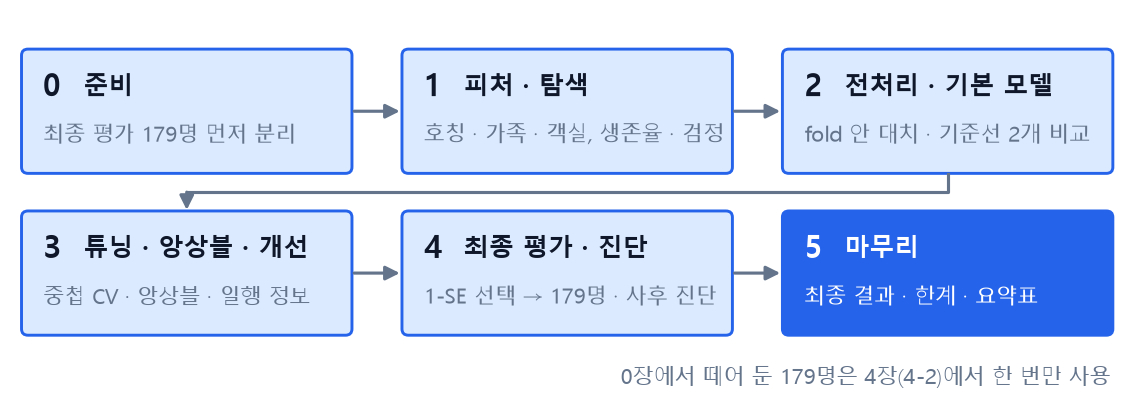 0 준비
최종 평가 179명 먼저 분리
1 피처 · 탐색
호칭 · 가족 · 객실, 생존율 · 검정
2 전처리 · 기본 모델
fold 안 대치 · 기준선 2개 비교
3 튜닝 · 앙상블 · 개선
중첩 CV · 앙상블 · 일행 정보
4 최종 평가 · 진단
1-SE 선택 → 179명 · 사후 진단
5 마무리
최종 결과 · 한계 · 요약표
0장에서 떼어 둔 179명은 4장(4-2)에서 한 번만 사용